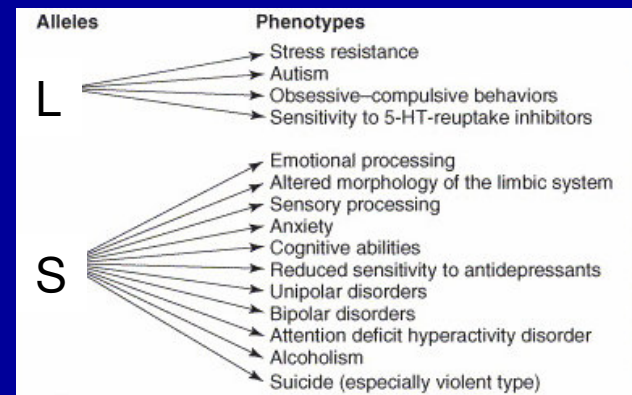 Alleles Phenotypes
Stress resistance
Autism
L
Obsessive–compulsive behaviors
Sensitivity to 5-HT-reuptake inhibitors
Emotional processing
Altered morphology of the limbic system
Sensory processing
Anxiety
Cognitive abilities
S
Reduced sensitivity to antidepressants
Unipolar disorders
Bipolar disorders
Attention deficit hyperactivity disorder
Alcoholism
Suicide (especially violent type)